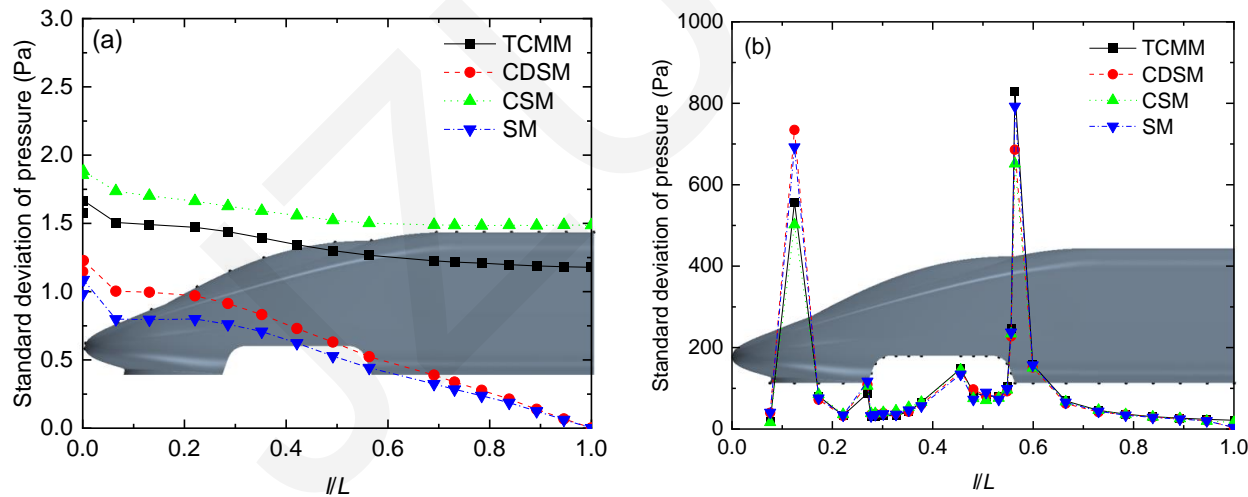 (a)
TCMM
CDSM
CSM
SM
Standard deviation of pressure (Pa)
3.0
2.5
2.0
1.5
1.0
0.5
0.0
0.0
0.2
0.4
0.6
0.8
1.0
l/L
(b)
TCMM
CDSM
CSM
SM
Standard deviation of pressure (Pa)
1000
800
600
400
200
0
0.0
0.2
0.4
0.6
0.8
1.0
l/L